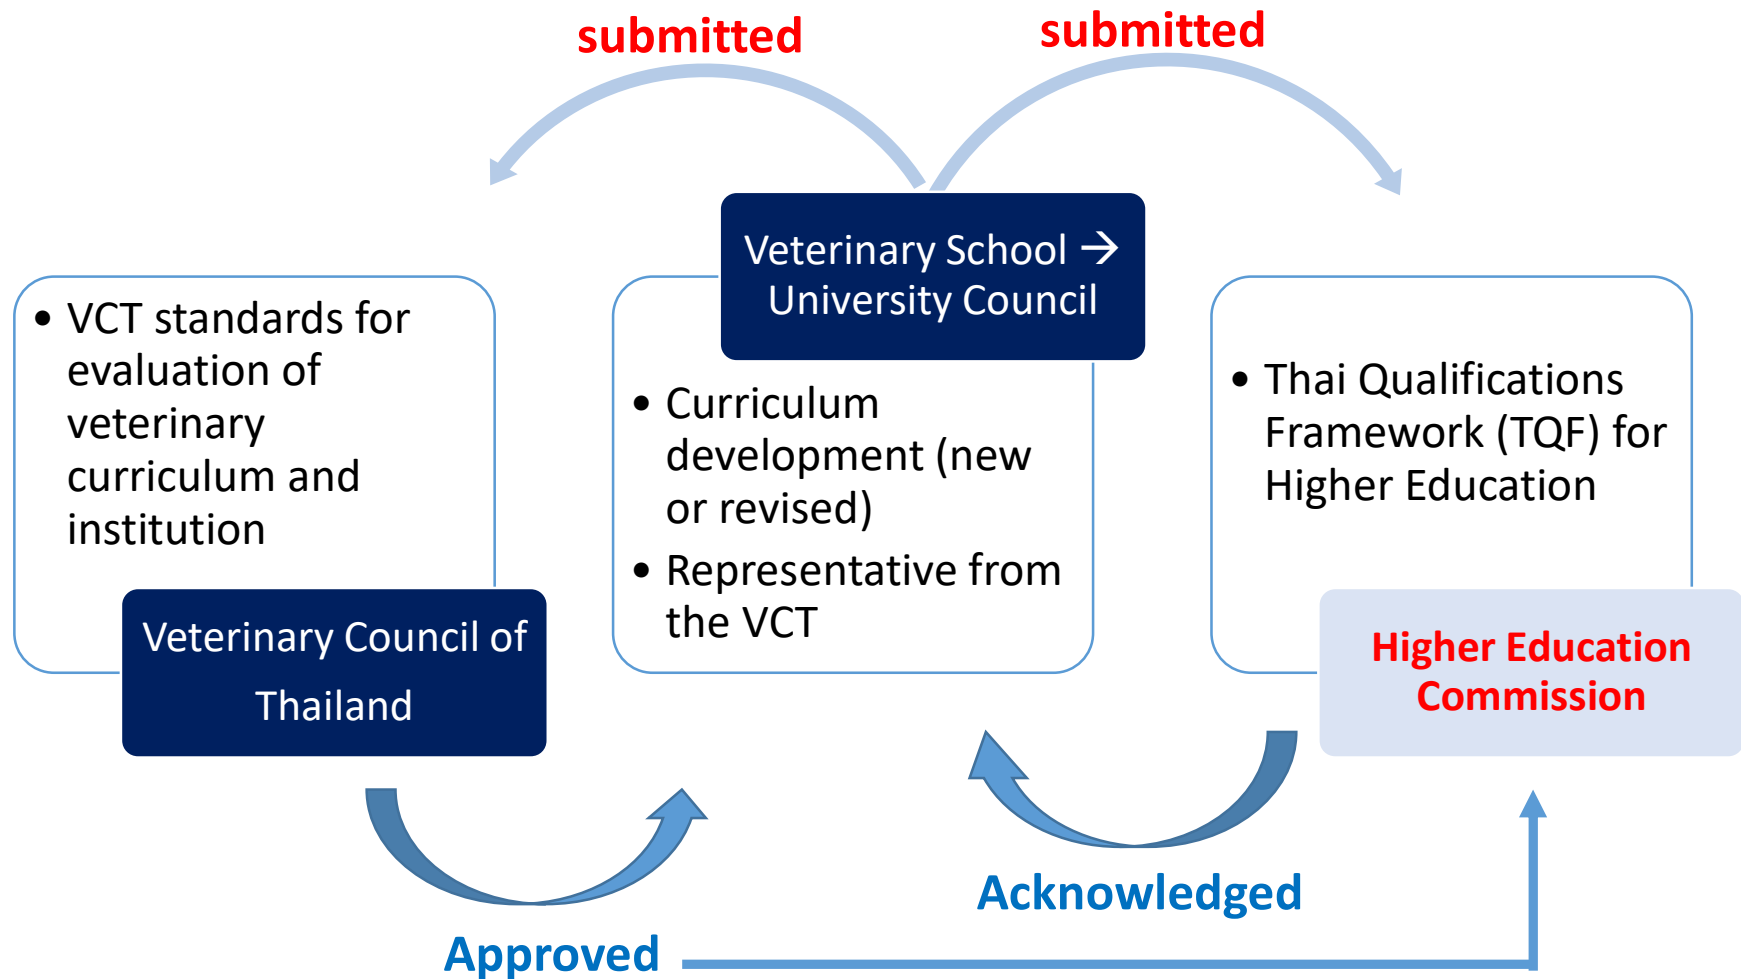 submitted
submitted
Veterinary School →
University Council
• VCT standards for
evaluation of
veterinary
curriculum and
institution
Veterinary Council of
Thailand
• Curriculum
development (new
or revised)
• Representative from
the VCT
• Thai Qualifications
Framework (TQF) for
Higher Education
Higher Education
Commission
Acknowledged
Approved